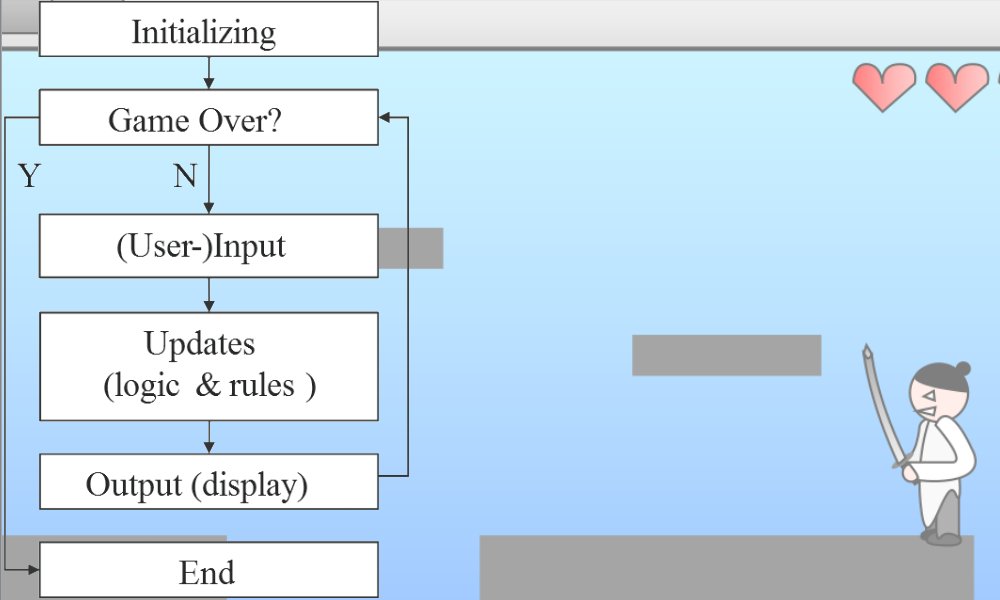 Initializing
Game Over?
Y
N
(User-)Input
Updates
(logic & rules )
Output (display)
End